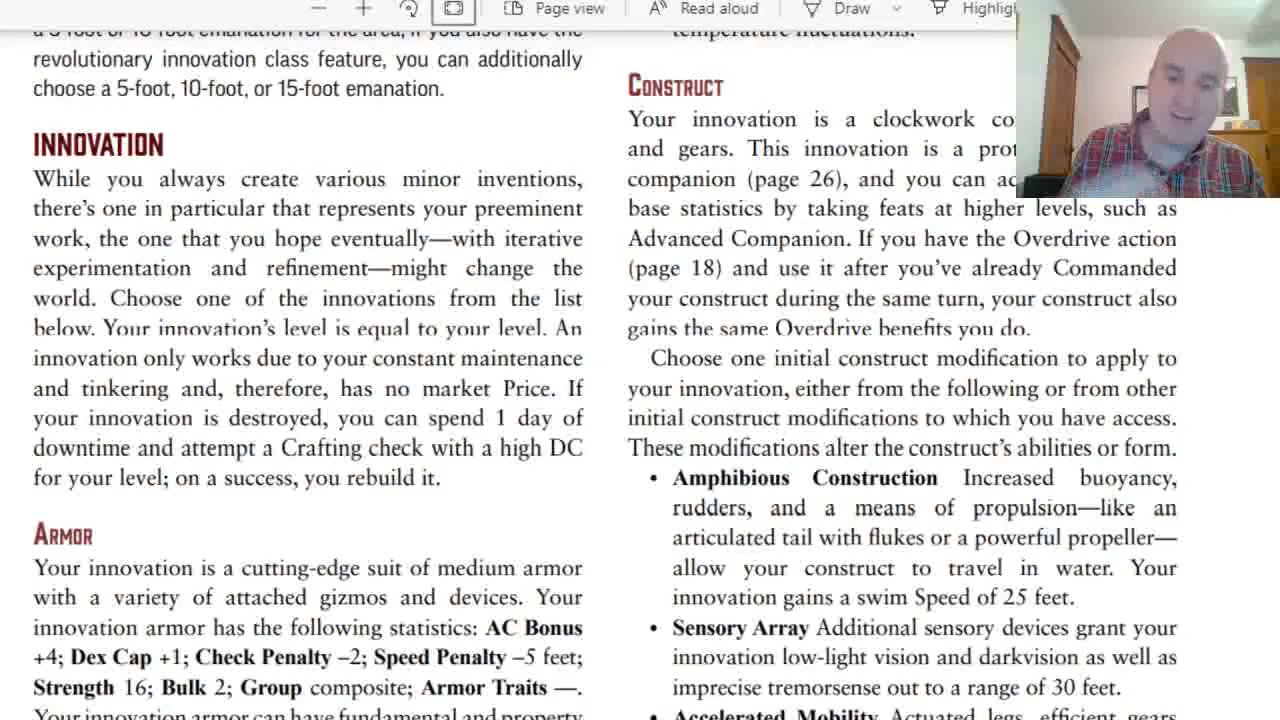 Page view
Read aloud
Draw
revolutionary innovation class feature, you can additionally
choose a 5-foot, 10-foot, or 15-foot emanation.
INNOVATION
While you always create various minor inventions,
there's one in particular that represents your preeminent
work, the one that you hope eventually—with iterative
experimentation and refinement—might change the
world. Choose one of the innovations from the list
below. Your innovation's level is equal to your level. An
innovation only works due to your constant maintenance
and tinkering and, therefore, has no market Price. If
your innovation is destroyed, you can spend 1 day of
downtime and attempt a Crafting check with a high DC
for your level; on a success, you rebuild it.
ARMOR
Your innovation is a cutting-edge suit of medium armor
with a variety of attached gizmos and devices. Your
innovation armor has the following statistics: AC Bonus
+4; Dex Cap +1; Check Penalty –2; Speed Penalty –5 feet;
Strength 16; Bulk 2; Group composite; Armor Traits —.
Your innovation armor can have fundamental and property
temperature fluctuations.
CONSTRUCT
Your innovation is a clockwork
and gears. This innovation is a
companion (page 26), and you can
base statistics by taking feats at higher levels, such as
Advanced Companion. If you have the Overdrive action
(page 18) and use it after you've already Commanded
your construct during the same turn, your construct also
gains the same Overdrive benefits you do.
Choose one initial construct modification to apply to
your innovation, either from the following or from other
initial construct modifications to which you have access.
These modifications alter the construct's abilities or form.
• Amphibious Construction Increased buoyancy,
rudders, and a means of propulsion—like an
articulated tail with flukes or a powerful propeller—
allow your construct to travel in water. Your
innovation gains a swim Speed of 25 feet.
• Sensory Array Additional sensory devices grant your
innovation low-light vision and darkvision as well as
imprecise tremorsense out to a range of 30 feet.
• Accelerated Mobility Actuated legs, efficient gears